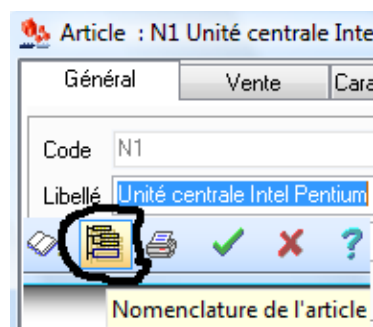 Article : N1 Unité centrale Inte
Général Vente Cara
Code N1
Libellé Unité centrale Intel Pentium
?
Nomenclature de l'article